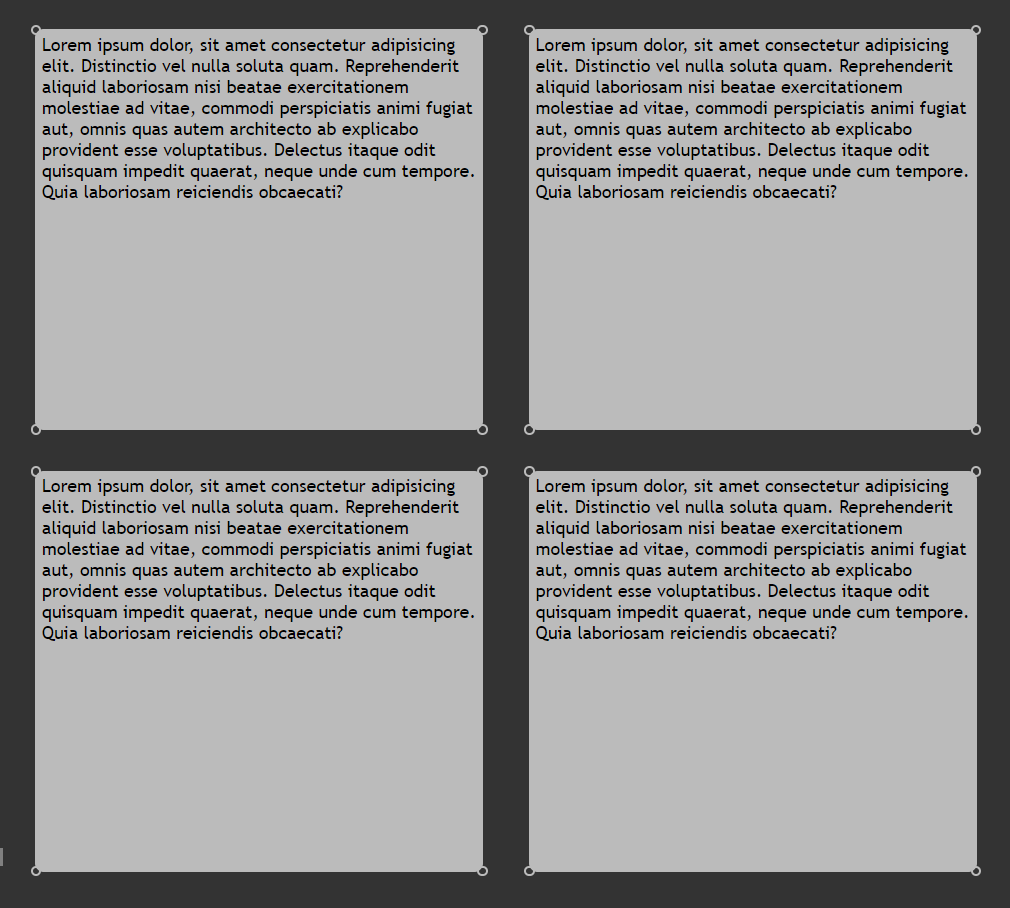 Lorem ipsum dolor, sit amet consectetur adipisicing
elit. Distinctio vel nulla soluta quam. Reprehenderit
aliquid laboriosam nisi beatae exercitationem
molestiae ad vitae, commodi perspiciatis animi fugiat
aut, omnis quas autem architecto ab explicabo
provident esse voluptatibus. Delectus itaque odit
quisquam impedit quaerat, neque unde cum tempore.
Quia laboriosam reiciendis obcaecati?
Lorem ipsum dolor, sit amet consectetur adipisicing
elit. Distinctio vel nulla soluta quam. Reprehenderit
aliquid laboriosam nisi beatae exercitationem
molestiae ad vitae, commodi perspiciatis animi fugiat
aut, omnis quas autem architecto ab explicabo
provident esse voluptatibus. Delectus itaque odit
quisquam impedit quaerat, neque unde cum tempore.
Quia laboriosam reiciendis obcaecati?
Lorem ipsum dolor, sit amet consectetur adipisicing
elit. Distinctio vel nulla soluta quam. Reprehenderit
aliquid laboriosam nisi beatae exercitationem
molestiae ad vitae, commodi perspiciatis animi fugiat
aut, omnis quas autem architecto ab explicabo
provident esse voluptatibus. Delectus itaque odit
quisquam impedit quaerat, neque unde cum tempore.
Quia laboriosam reiciendis obcaecati?
Lorem ipsum dolor, sit amet consectetur adipisicing
elit. Distinctio vel nulla soluta quam. Reprehenderit
aliquid laboriosam nisi beatae exercitationem
molestiae ad vitae, commodi perspiciatis animi fugiat
aut, omnis quas autem architecto ab explicabo
provident esse voluptatibus. Delectus itaque odit
quisquam impedit quaerat, neque unde cum tempore.
Quia laboriosam reiciendis obcaecati?